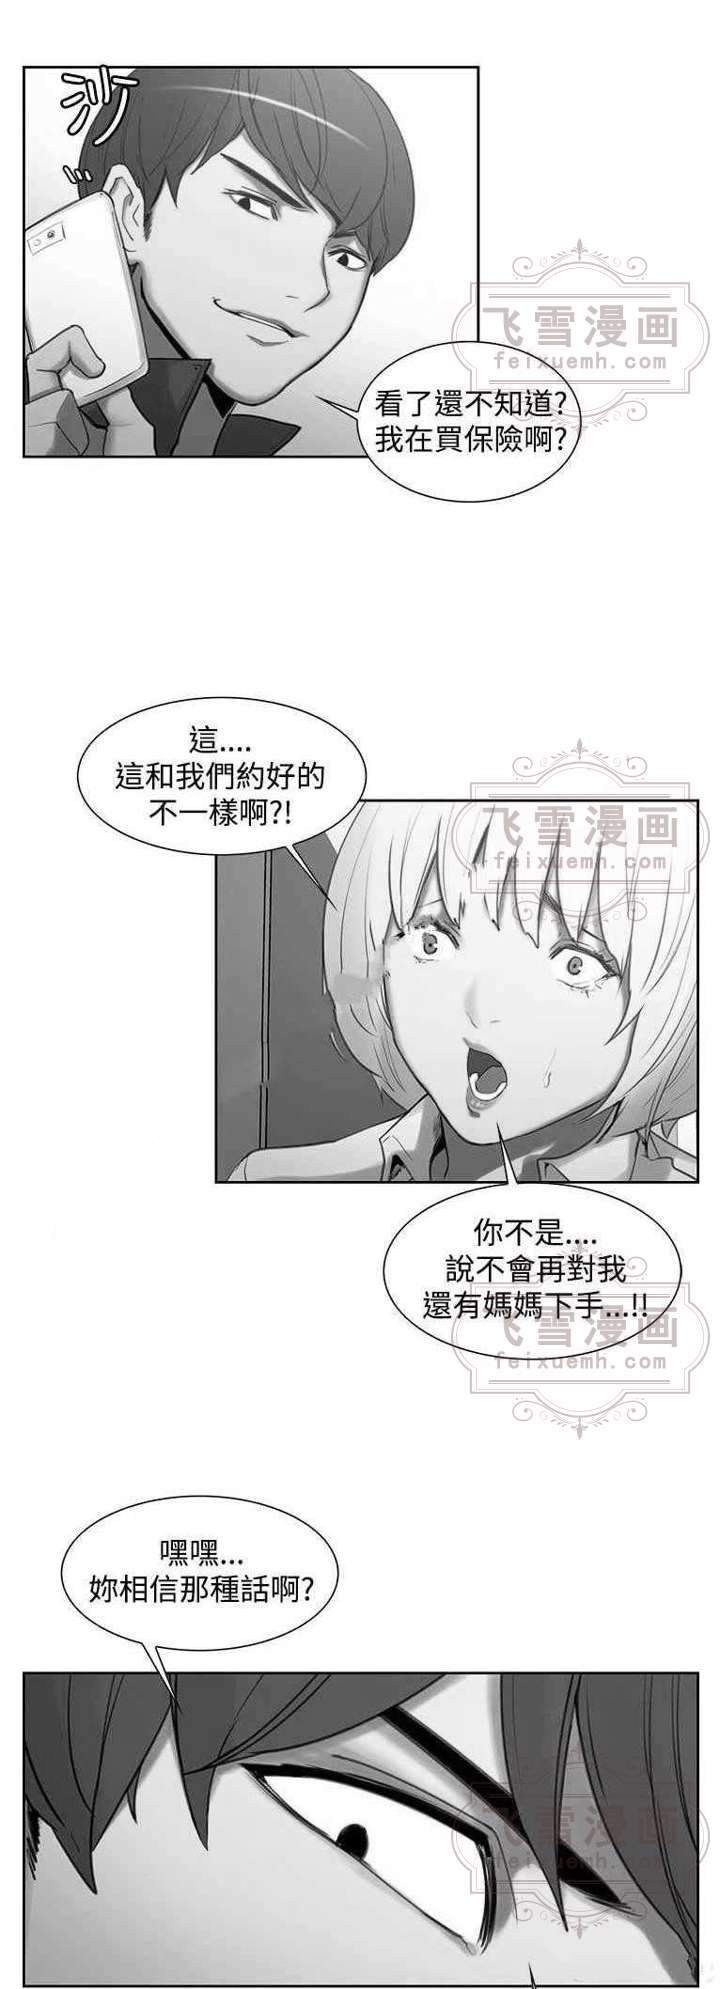 飞雪漫画
feixuemh.com
看了還不知道?
我在買保險啊?
這....
這和我們約好的
不一樣啊?!
飞雪漫画
feixuemh.com
你不是....
說不會再對我
還有媽媽下手...!!
飞雪漫画
feixuemh.com
嘿嘿...
妳相信那種話啊?
飞雪漫画
feixuemh.com